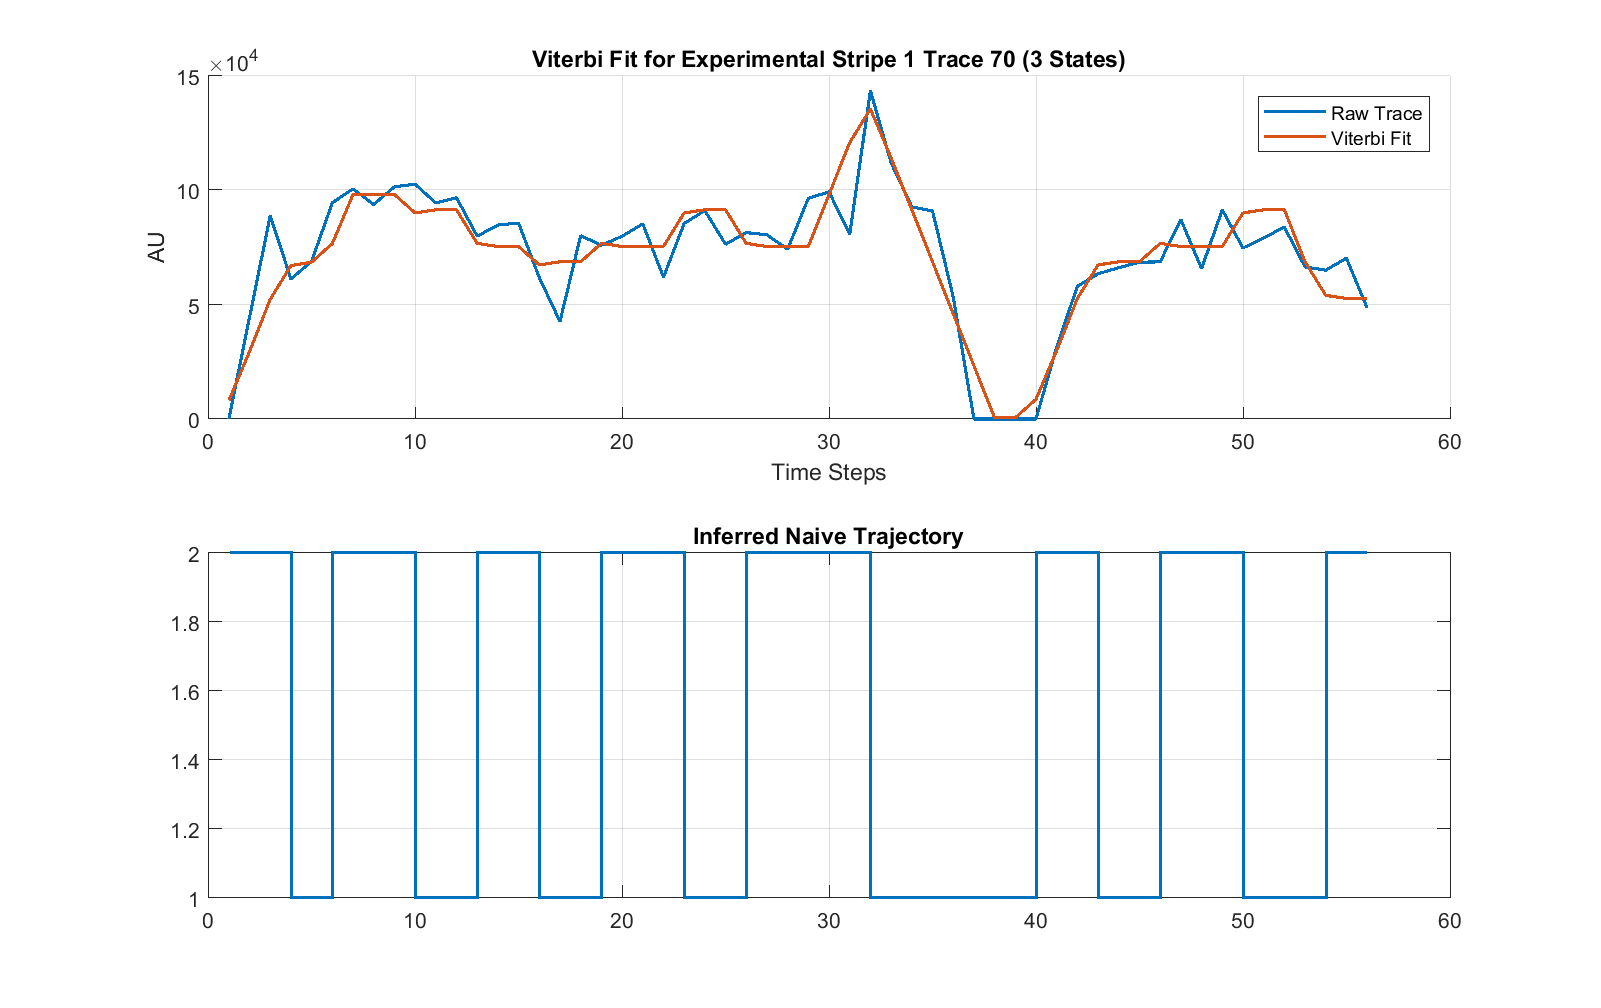 Viterbi Fit for Experimental Stripe 1 Trace 70 (3 States)
×10⁴
15
10
5
0
AU
Raw Trace
Viterbi Fit
0 10 20 30 40 50 60
Time Steps
Inferred Naive Trajectory
2
1.8
1.6
1.4
1.2
1
0 10 20 30 40 50 60